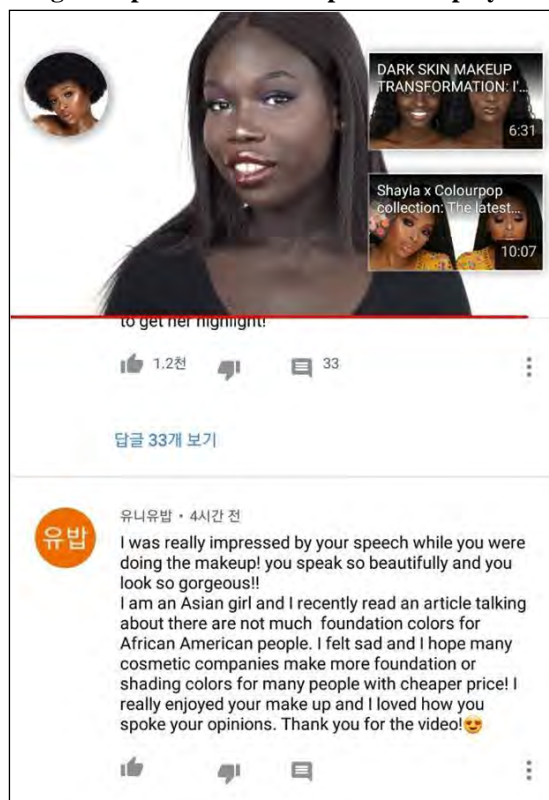 DARK SKIN MAKEUP
TRANSFORMATION: I'...
6:31
Shayla x Colourpop
collection: The latest...
10:07
to get her highlight!
1.2천
33
답글 33개 보기
유밥
유니유밥 • 4시간 전
I was really impressed by your speech while you were
doing the makeup! you speak so beautifully and you
look so gorgeous!!
I am an Asian girl and I recently read an article talking
about there are not much foundation colors for
African American people. I felt sad and I hope many
cosmetic companies make more foundation or
shading colors for many people with cheaper price! I
really enjoyed your make up and I loved how you
spoke your opinions. Thank you for the video!😍